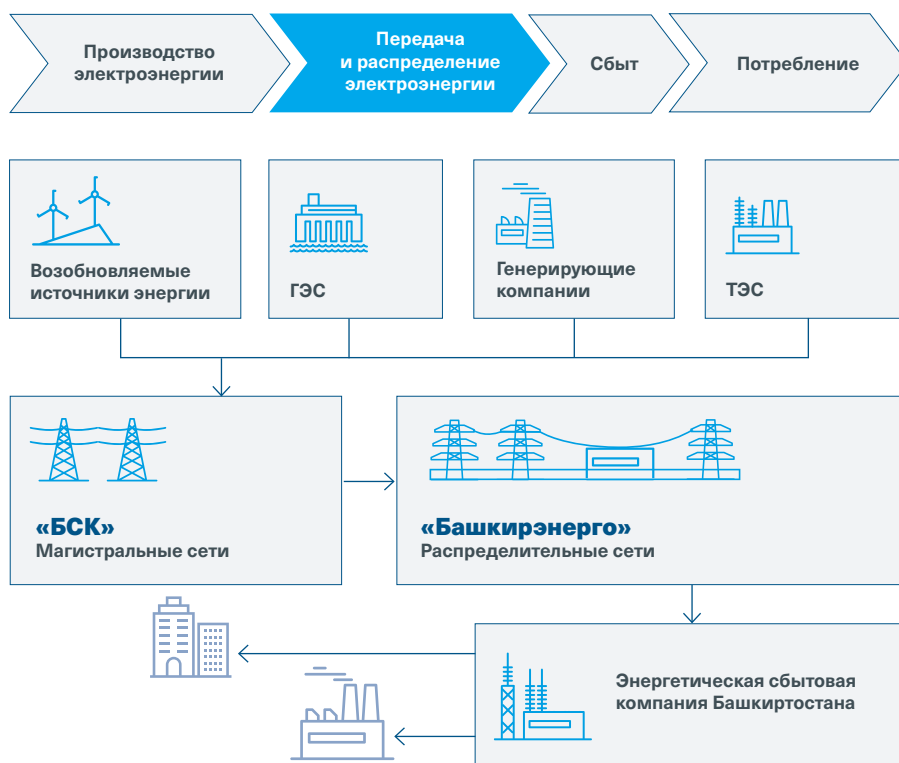 Производство
электроэнергии
Передача
и распределение
электроэнергии
Сбыт
Потребление
Возобновляемые
источники энергии
ГЭС
Генерирующие
компании
ТЭС
«БСК»
Магистральные сети
«Башкирэнерго»
Распределительные сети
Энергетическая сбытовая
компания Башкиртостана